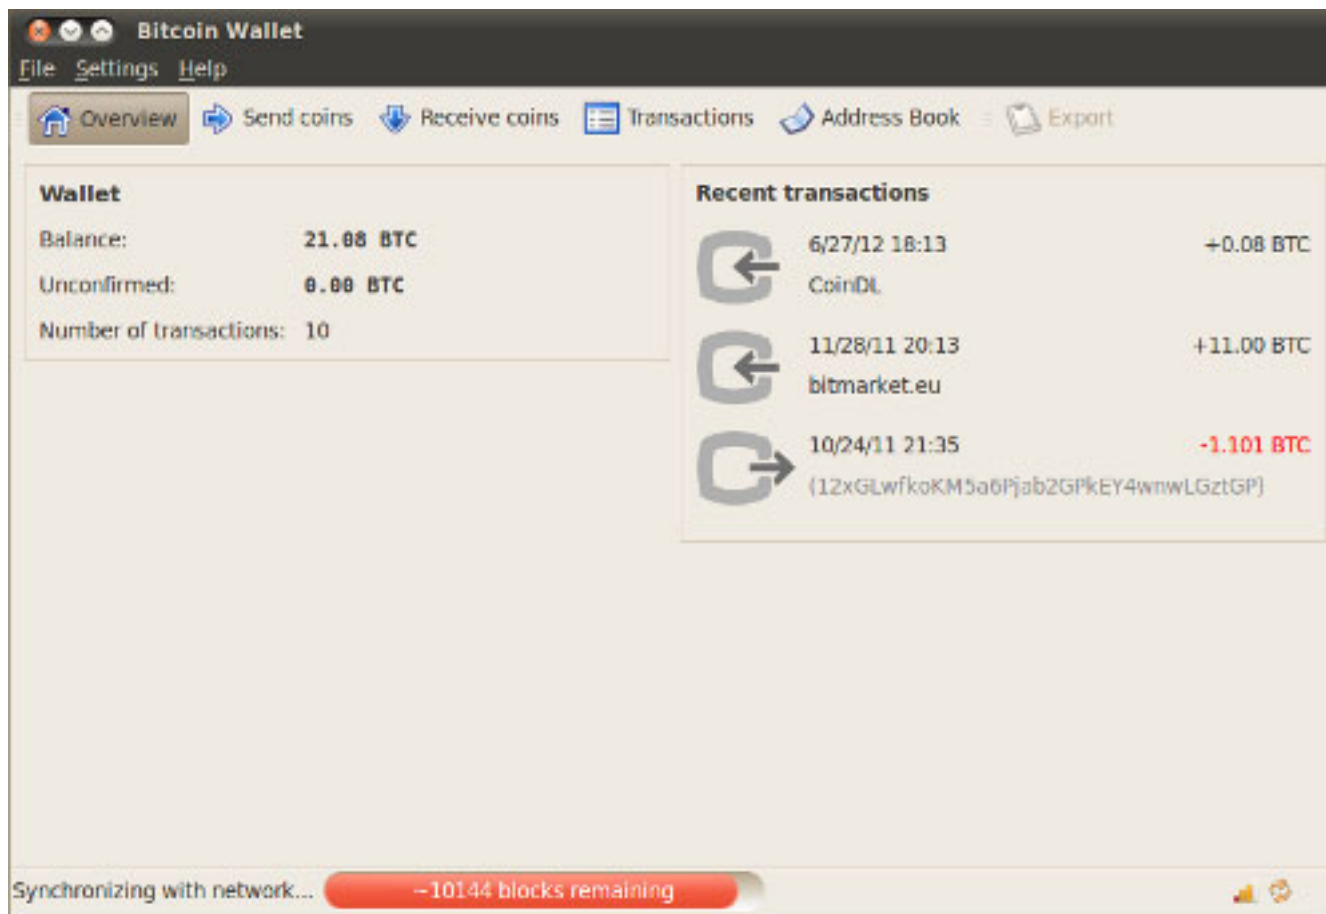 Bitcoin Wallet
File Settings Help
Overview Send coins Receive coins Transactions Address Book Export
Wallet
Balance: 21.08 BTC
Unconfirmed: 0.00 BTC
Number of transactions: 10
Recent transactions
6/27/12 18:13 +0.08 BTC
CoinDL
11/28/11 20:13 +11.00 BTC
bitmarket.eu
10/24/11 21:35 -1.101 BTC
(12xGLwfkoKM5a6Pjab2GPkEY4wnwLGztGP)
Synchronizing with network... ~10144 blocks remaining